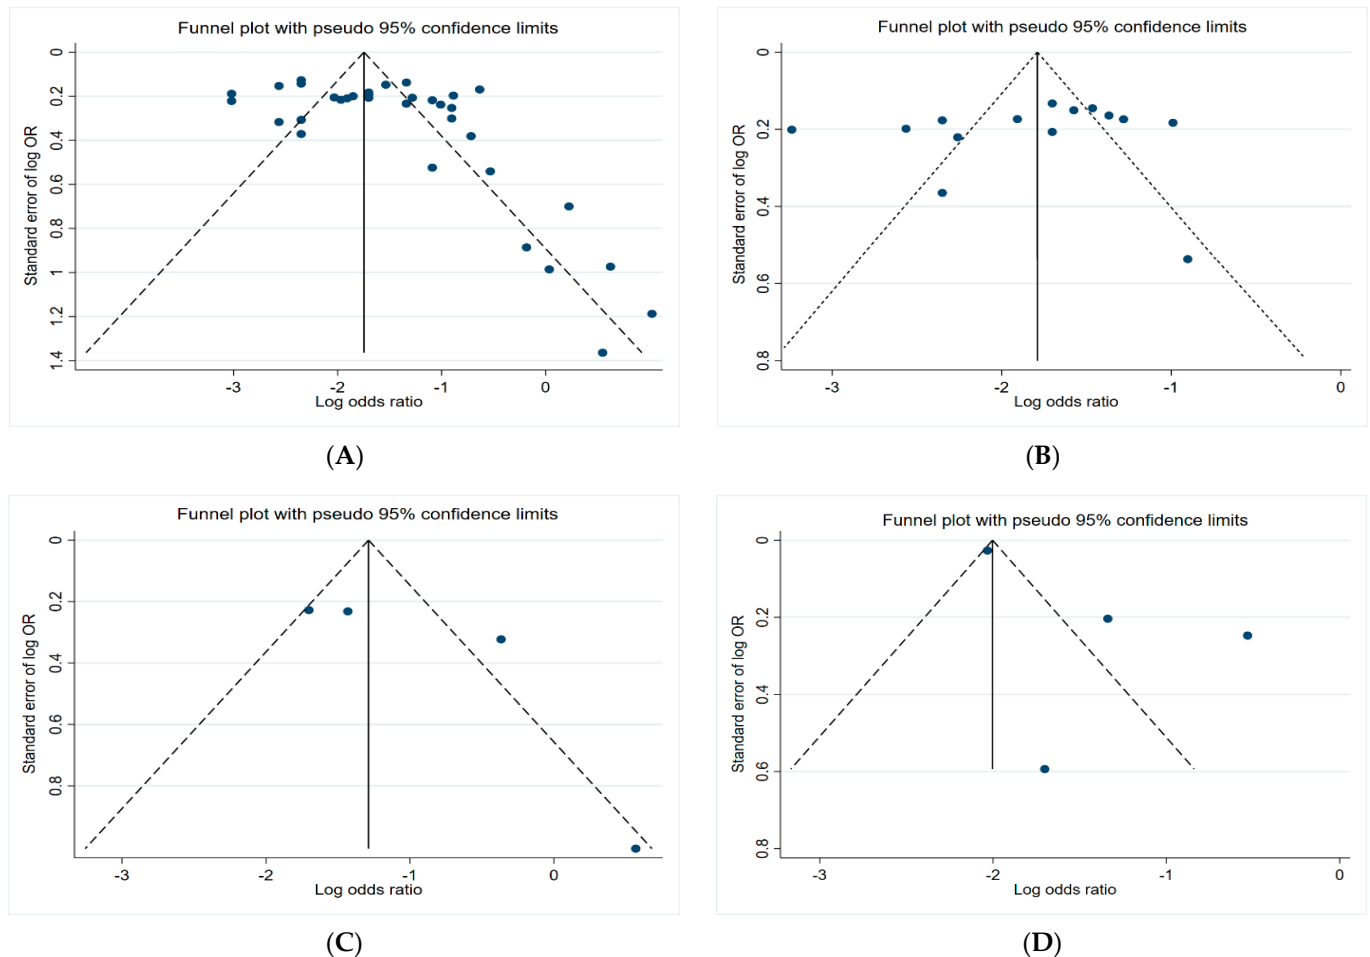 Funnel plot with pseudo 95% confidence limits
Standard error of log OR
0
0.2
0.4
0.6
0.8
1
1.2
1.4
-3 -2 -1 0
Log odds ratio
(A)
Funnel plot with pseudo 95% confidence limits
Standard error of log OR
0
0.2
0.4
0.6
0.8
-3 -2 -1 0
Log odds ratio
(B)
Funnel plot with pseudo 95% confidence limits
Standard error of log OR
0
0.2
0.4
0.6
0.8
-3 -2 -1 0
Log odds ratio
(C)
Funnel plot with pseudo 95% confidence limits
Standard error of log OR
0
0.2
0.4
0.6
0.8
-3 -2 -1 0
Log odds ratio
(D)